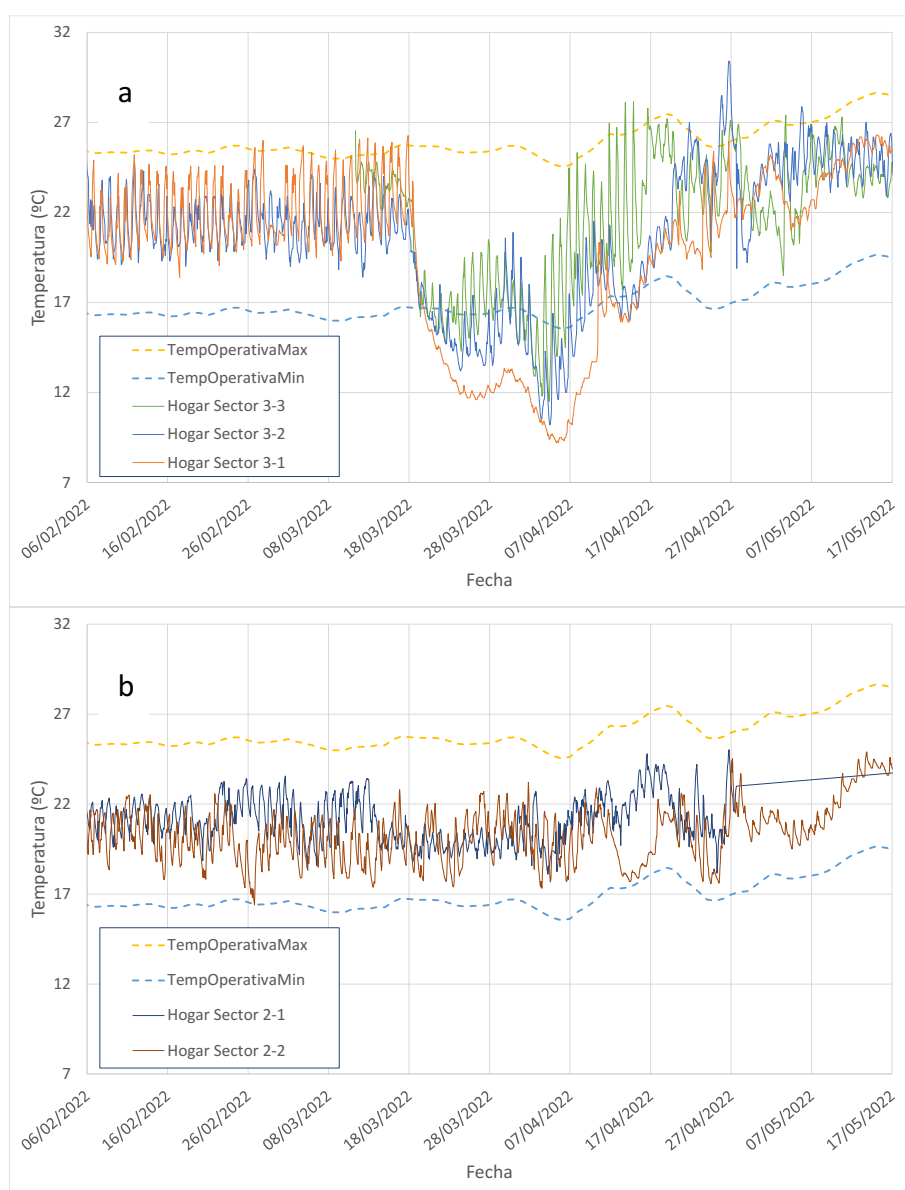 a
32
27
22
17
12
7
Temperatura (ºC)
TempOperativaMax
TempOperativaMin
Hogar Sector 3-3
Hogar Sector 3-2
Hogar Sector 3-1
06/02/2022
16/02/2022
26/02/2022
08/03/2022
18/03/2022
28/03/2022
07/04/2022
17/04/2022
27/04/2022
07/05/2022
17/05/2022
Fecha
b
32
27
22
17
12
7
Temperatura (ºC)
TempOperativaMax
TempOperativaMin
Hogar Sector 2-1
Hogar Sector 2-2
06/02/2022
16/02/2022
26/02/2022
08/03/2022
18/03/2022
28/03/2022
07/04/2022
17/04/2022
27/04/2022
07/05/2022
17/05/2022
Fecha